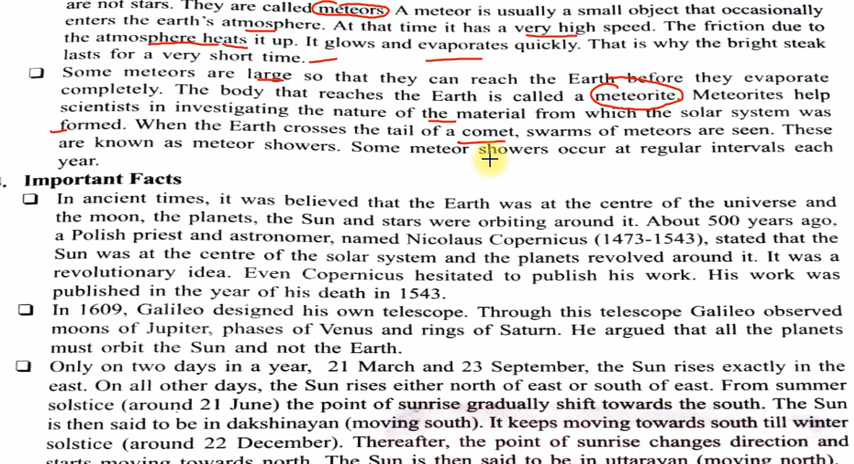 are not stars. They are called meteors. A meteor is usually a small object that occasionally
enters the earth's atmosphere. At that time it has a very high speed. The friction due to
the atmosphere heats it up. It glows and evaporates quickly. That is why the bright steak
lasts for a very short time.
❑ Some meteors are large so that they can reach the Earth before they evaporate
completely. The body that reaches the Earth is called a meteorite. Meteorites help
scientists in investigating the nature of the material from which the solar system was
formed. When the Earth crosses the tail of a comet, swarms of meteors are seen. These
are known as meteor showers. Some meteor showers occur at regular intervals each
year.
. Important Facts
❑ In ancient times, it was believed that the Earth was at the centre of the universe and
the moon, the planets, the Sun and stars were orbiting around it. About 500 years ago,
a Polish priest and astronomer, named Nicolaus Copernicus (1473-1543), stated that the
Sun was at the centre of the solar system and the planets revolved around it. It was a
revolutionary idea. Even Copernicus hesitated to publish his work. His work was
published in the year of his death in 1543.
❑ In 1609, Galileo designed his own telescope. Through this telescope Galileo observed
moons of Jupiter, phases of Venus and rings of Saturn. He argued that all the planets
must orbit the Sun and not the Earth.
❑ Only on two days in a year, 21 March and 23 September, the Sun rises exactly in the
east. On all other days, the Sun rises either north of east or south of east. From summer
solstice (around 21 June) the point of sunrise gradually shift towards the south. The Sun
is then said to be in dakshinayan (moving south). It keeps moving towards south till winter
solstice (around 22 December). Thereafter, the point of sunrise changes direction and
starts moving towards north. The Sun is then said to be in uttarayan (moving north).